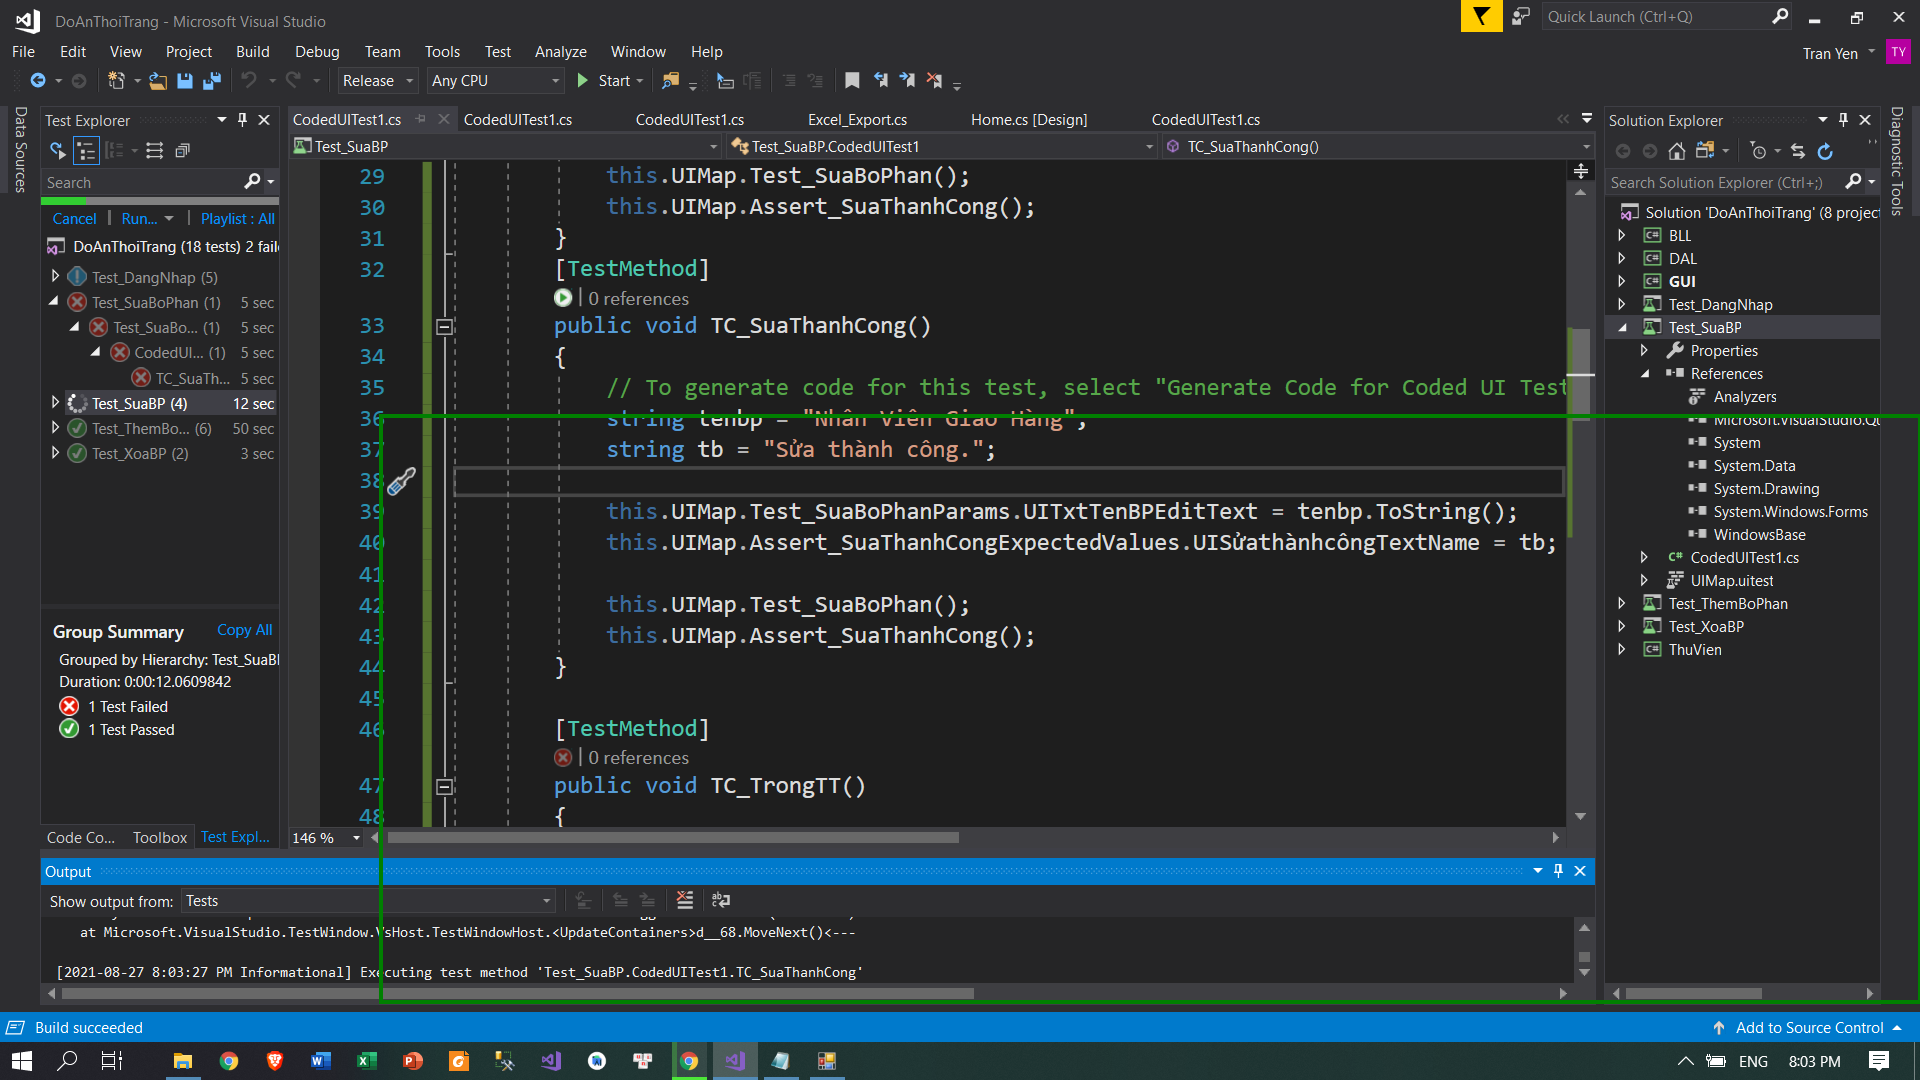 DoAnThoiTrang - Microsoft Visual Studio
Quick Launch (Ctrl+Q)
File Edit View Project Build Debug Team Tools Test Analyze Window Help
Tran Yen TY
Release Any CPU Start
Data Sources
Test Explorer
Search
Cancel Run... Playlist : All
DoAnThoiTrang (18 tests) 2 faile
Test_DangNhap (5)
Test_SuaBoPhan (1) 5 sec
Test_SuaBo... (1) 5 sec
CodedUI... (1) 5 sec
TC_SuaTh... 5 sec
Test_SuaBP (4) 12 sec
Test_ThemBo... (6) 50 sec
Test_XoaBP (2) 3 sec
Group Summary Copy All
Grouped by Hierarchy: Test_SuaBP
Duration: 0:00:12.0609842
1 Test Failed
1 Test Passed
Code Co... Toolbox Test Expl...
CodedUITest1.cs CodedUITest1.cs CodedUITest1.cs Excel_Export.cs Home.cs [Design] CodedUITest1.cs
Test_SuaBP Test_SuaBP.CodedUITest1 TC_SuaThanhCong()
29 this.UIMap.Test_SuaBoPhan();
30 this.UIMap.Assert_SuaThanhCong();
31 }
32 [TestMethod]
0 references
33 public void TC_SuaThanhCong()
34 {
35 // To generate code for this test, select "Generate Code for Coded UI Test
36 string tenbp = "Nhân Viên Giao Hàng";
37 string tb = "Sửa thành công.";
38
39 this.UIMap.Test_SuaBoPhanParams.UITxtTenBPEditText = tenbp.ToString();
40 this.UIMap.Assert_SuaThanhCongExpectedValues.UISửathànhcôngTextName = tb;
41
42 this.UIMap.Test_SuaBoPhan();
43 this.UIMap.Assert_SuaThanhCong();
44 }
45
46 [TestMethod]
0 references
47 public void TC_TrongTT()
48 {
146 %
Output
Show output from: Tests
at Microsoft.VisualStudio.TestWindow.VsHost.TestWindowHost.<UpdateContainers>d__68.MoveNext()<---
[2021-08-27 8:03:27 PM Informational] Executing test method 'Test_SuaBP.CodedUITest1.TC_SuaThanhCong'
Solution Explorer
Search Solution Explorer (Ctrl+;)
Solution 'DoAnThoiTrang' (8 project
BLL
DAL
GUI
Test_DangNhap
Test_SuaBP
Properties
References
Analyzers
Microsoft.VisualStudio.Qu
System
System.Data
System.Drawing
System.Windows.Forms
WindowsBase
CodedUITest1.cs
UIMap.uitest
Test_ThemBoPhan
Test_XoaBP
ThuVien
Diagnostic Tools
Build succeeded Add to Source Control
ENG 8:03 PM